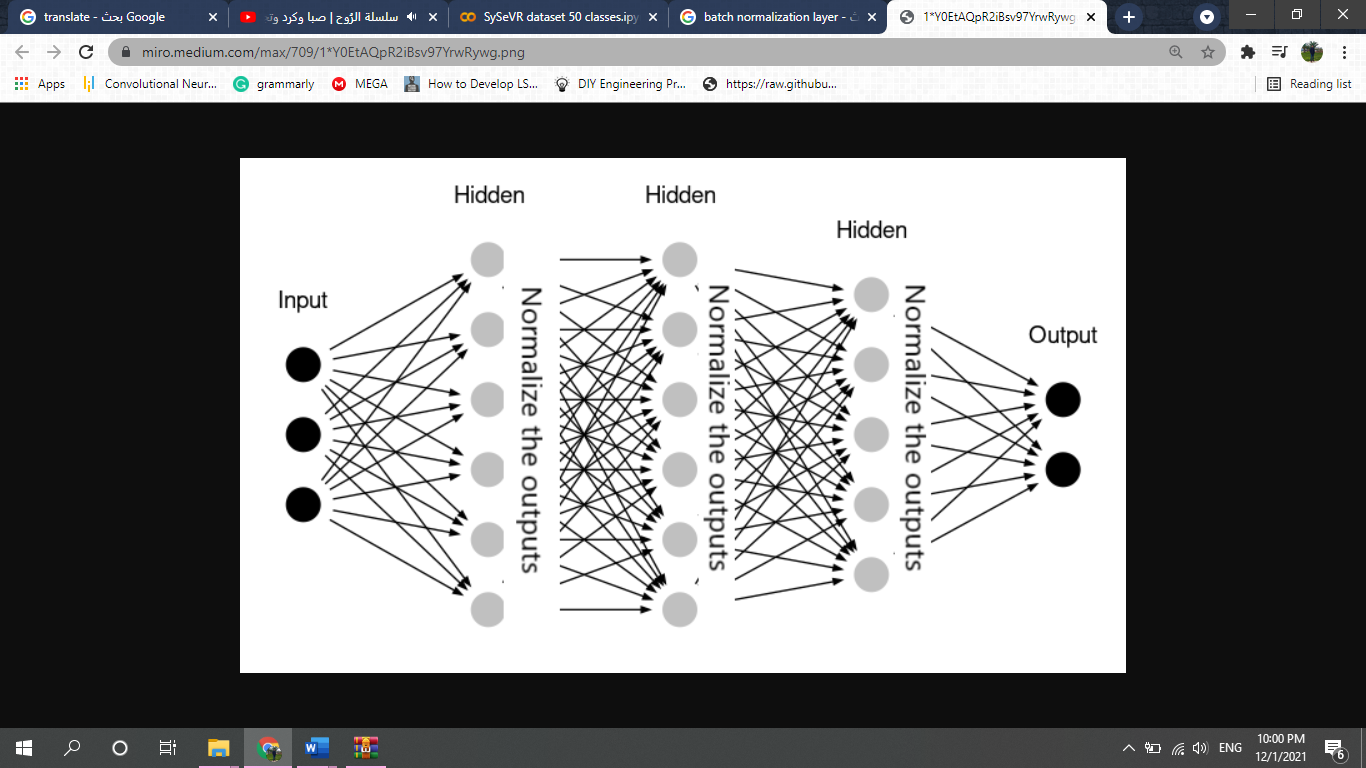 translate - بحث Google
سلسلة الرّوح | صبا وكرد وتـ
SySeVR dataset 50 classes.ipy
batch normalization layer -
1*Y0EtAQpR2iBsv97YrwRywg
miro.medium.com/max/709/1*Y0EtAQpR2iBsv97YrwRywg.png
Apps
Convolutional Neur...
grammarly
MEGA
How to Develop LS...
DIY Engineering Pr...
https://raw.githubu...
Reading list
Hidden
Hidden
Hidden
Input
Output
Normalize the outputs
Normalize the outputs
Normalize the outputs
ENG
10:00 PM
12/1/2021
6